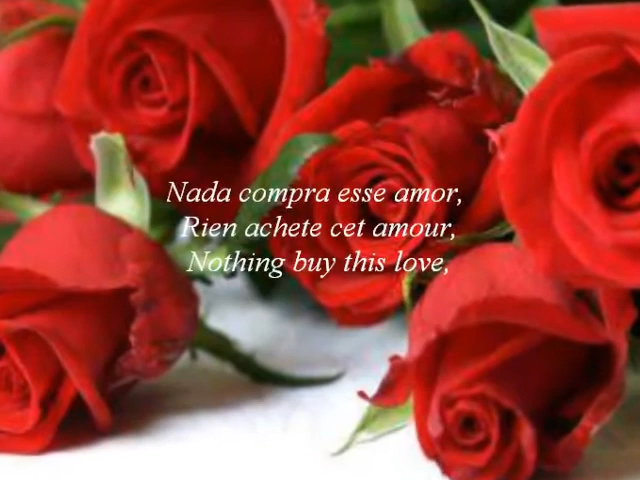 Nada compra esse amor,
Rien achete cet amour,
Nothing buy this love,